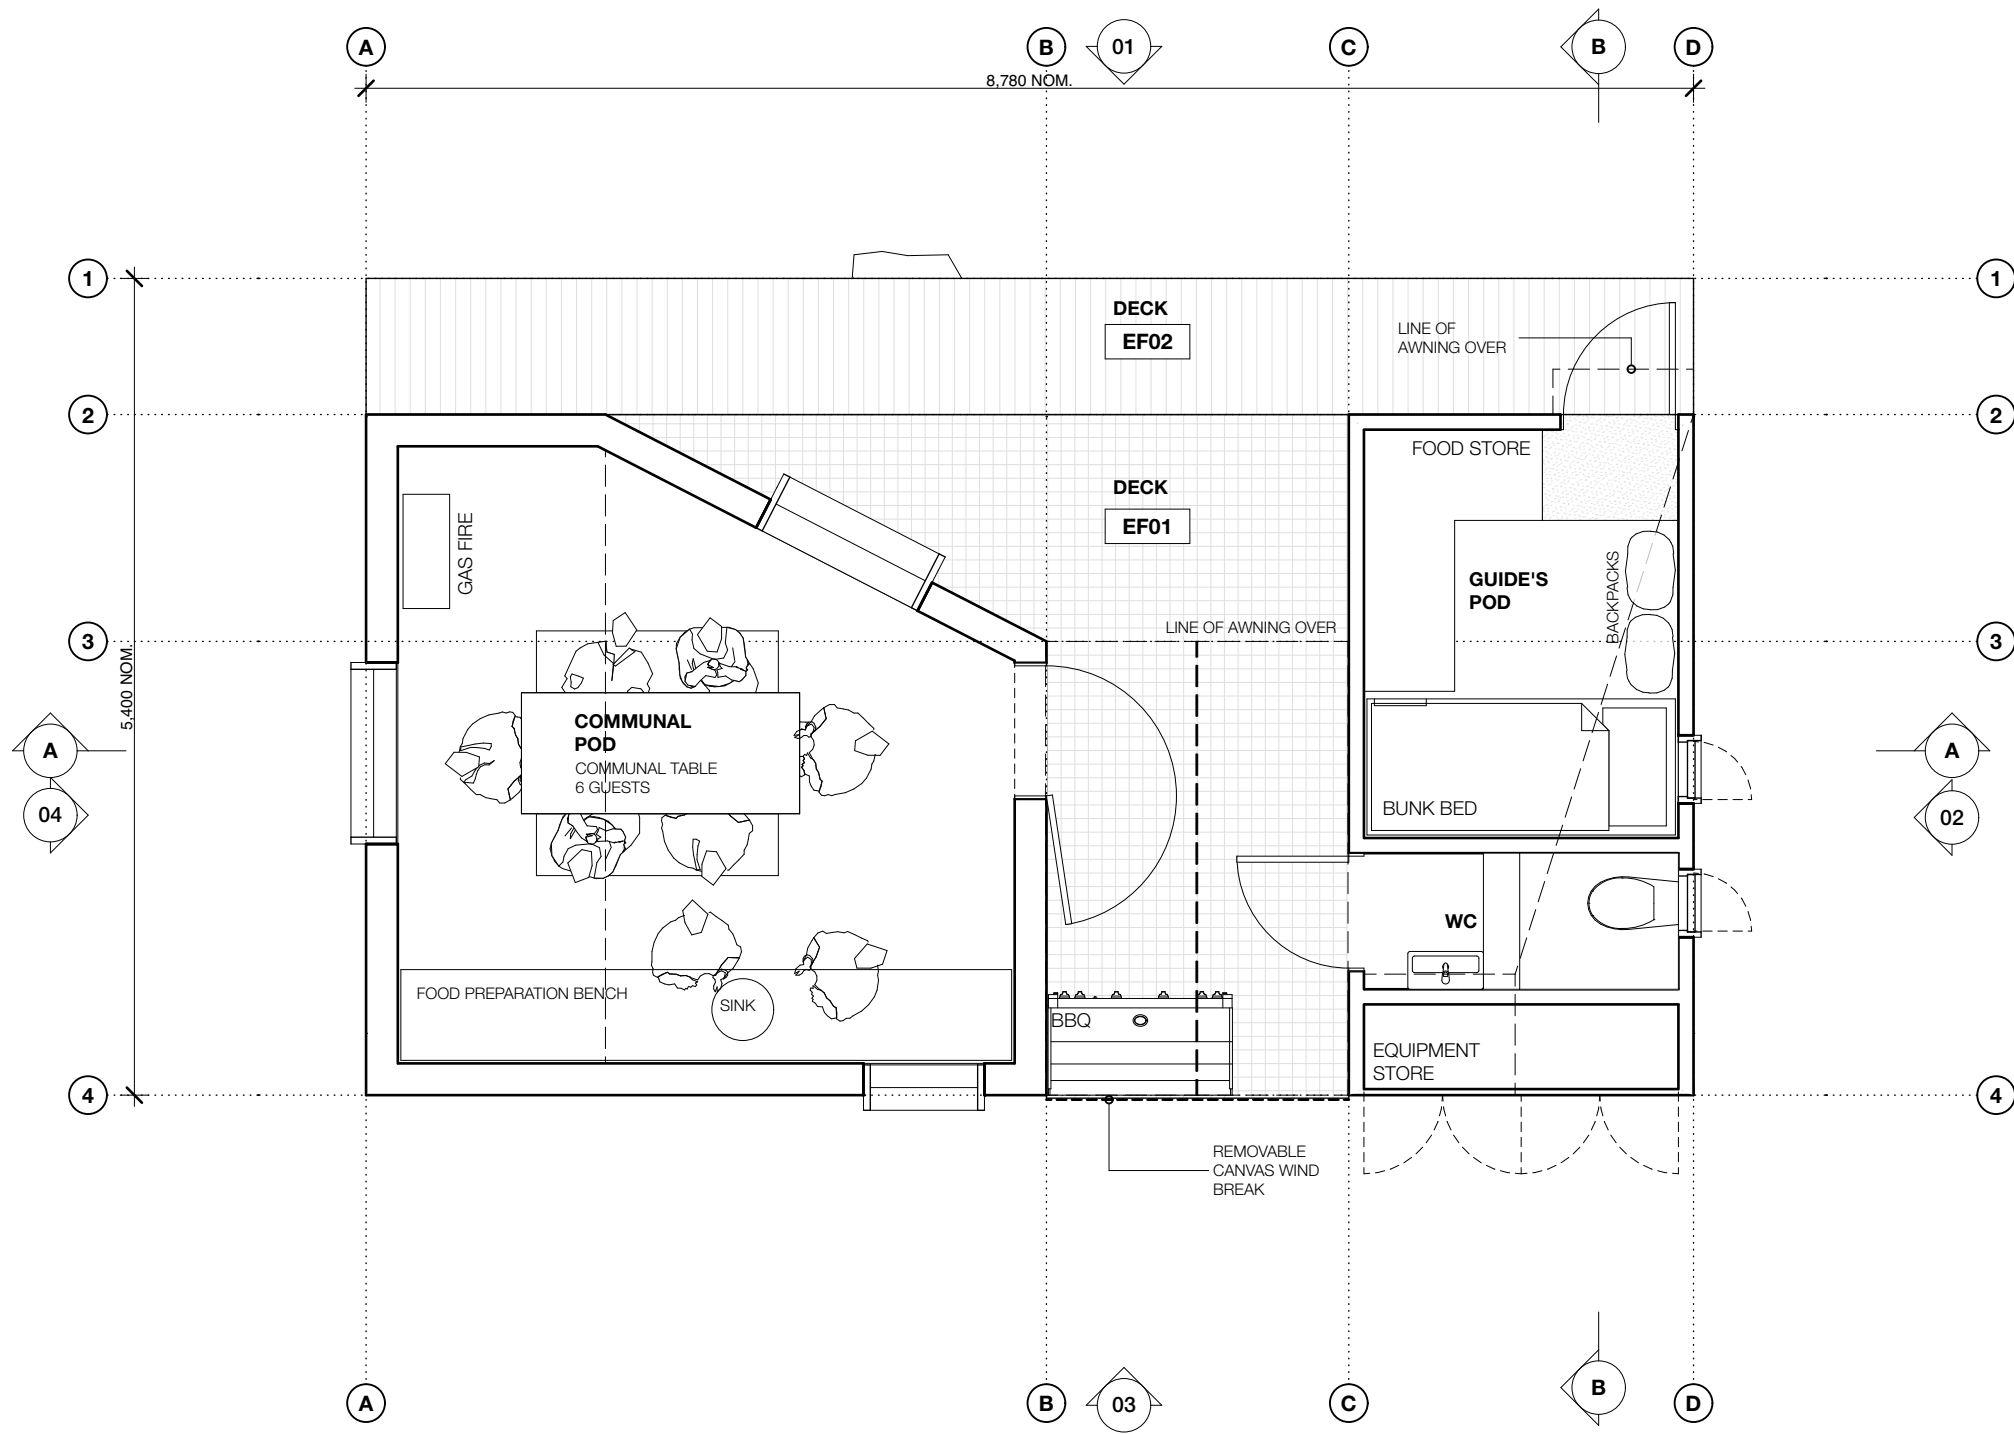 A
B
01
C
B
D
8,780 NOM.
1
1
DECK
EF02
LINE OF
AWNING OVER
2
2
FOOD STORE
DECK
EF01
GAS FIRE
GUIDE'S
POD
BACKPACKS
3
LINE OF AWNING OVER
3
5,400 NOM.
COMMUNAL
POD
COMMUNAL TABLE
6 GUESTS
A
A
04
02
BUNK BED
WC
FOOD PREPARATION BENCH
SINK
BBQ
EQUIPMENT
STORE
4
4
REMOVABLE
CANVAS WIND
BREAK
A
B
03
C
B
D